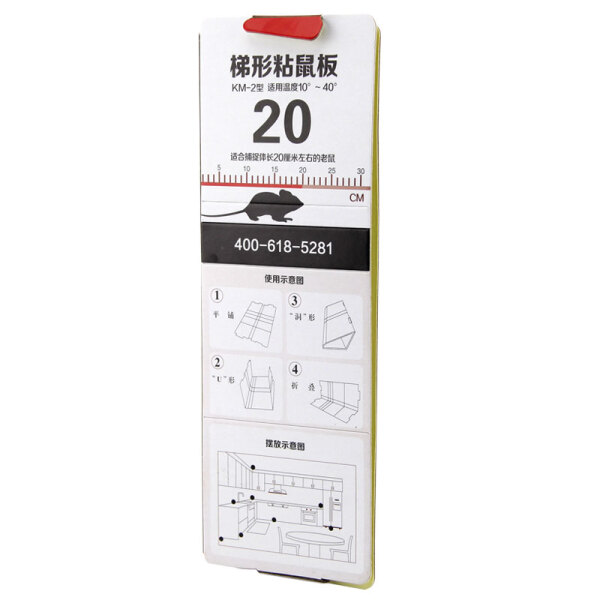 梯形粘鼠板
KM-2型 适用温度10°~40°
20
适合捕捉体长20厘米左右的老鼠
5 10 15 20 25 30
CM
400-618-5281
使用示意图
① 平铺
③ "洞"形
② "U"形
④ 折叠
摆放示意图